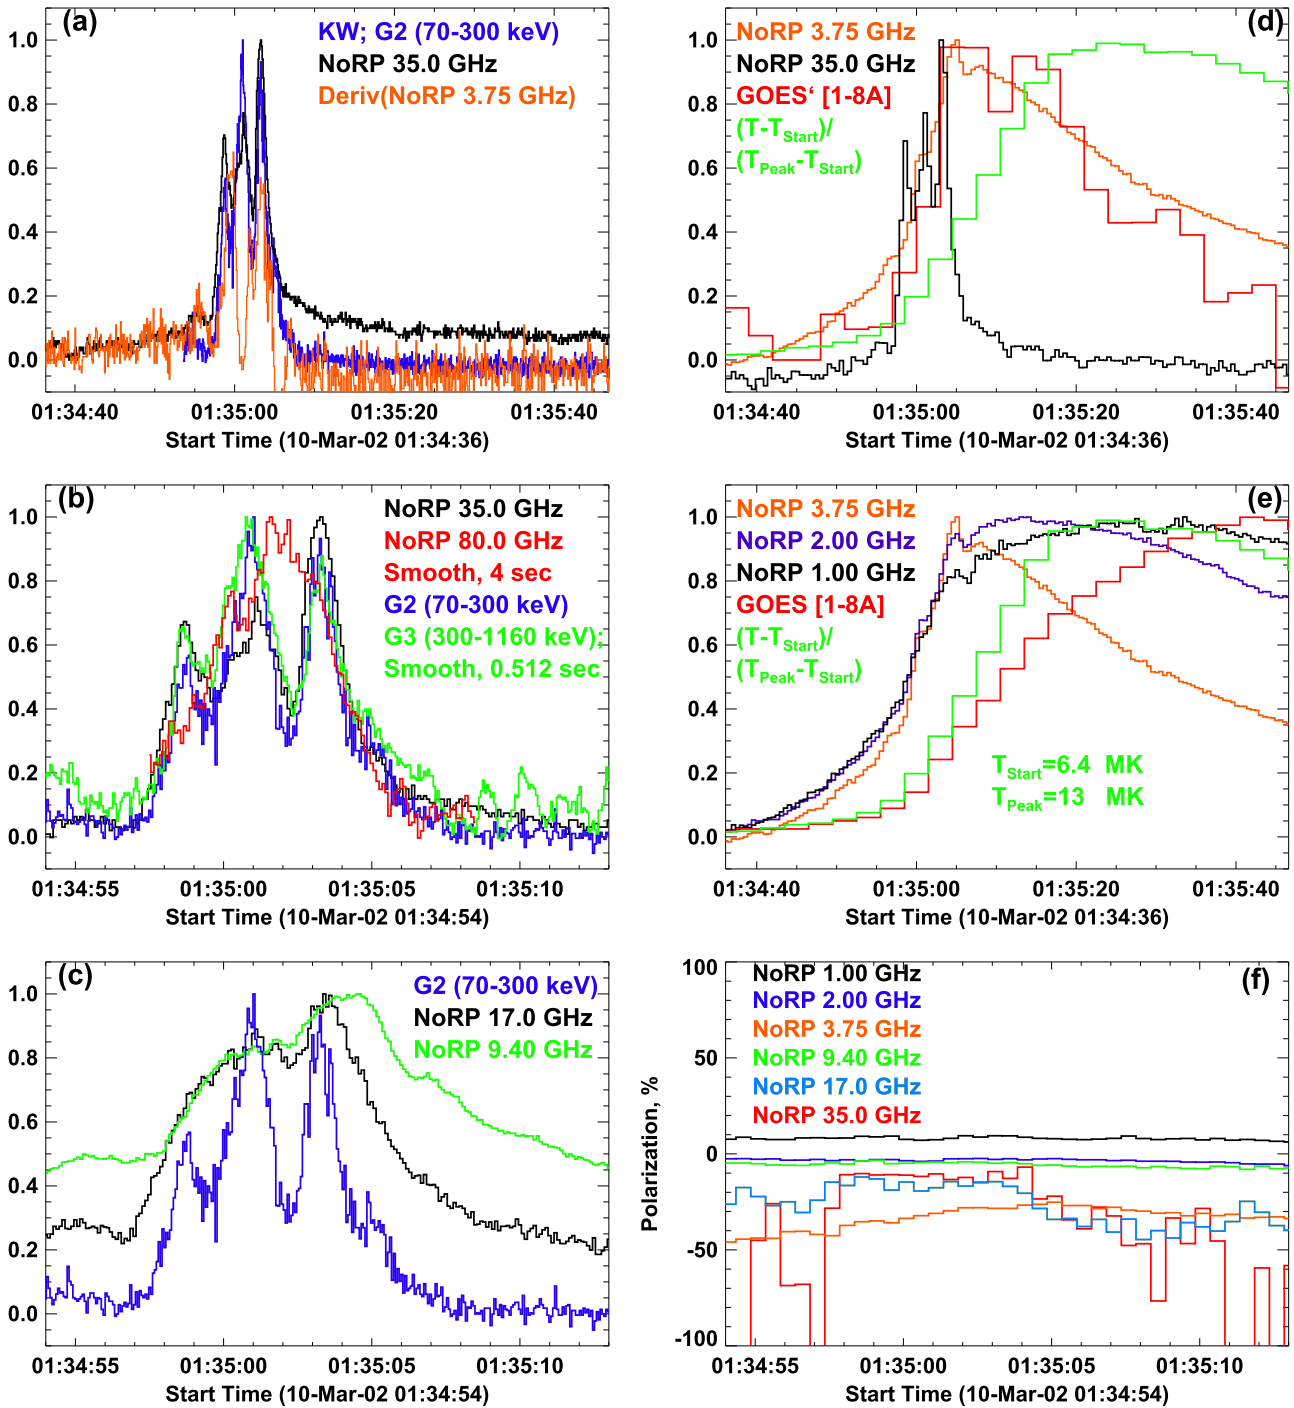 (a)
KW; G2 (70-300 keV)
NoRP 35.0 GHz
Deriv(NoRP 3.75 GHz)
1.0
0.8
0.6
0.4
0.2
0.0
01:34:40 01:35:00 01:35:20 01:35:40
Start Time (10-Mar-02 01:34:36)
(d)
NoRP 3.75 GHz
NoRP 35.0 GHz
GOES‘ [1-8A]
(T-TStart)/
(TPeak-TStart)
1.0
0.8
0.6
0.4
0.2
0.0
01:34:40 01:35:00 01:35:20 01:35:40
Start Time (10-Mar-02 01:34:36)
(b)
NoRP 35.0 GHz
NoRP 80.0 GHz
Smooth, 4 sec
G2 (70-300 keV)
G3 (300-1160 keV);
Smooth, 0.512 sec
1.0
0.8
0.6
0.4
0.2
0.0
01:34:55 01:35:00 01:35:05 01:35:10
Start Time (10-Mar-02 01:34:54)
(e)
NoRP 3.75 GHz
NoRP 2.00 GHz
NoRP 1.00 GHz
GOES [1-8A]
(T-TStart)/
(TPeak-TStart)
TStart=6.4 MK
TPeak=13 MK
1.0
0.8
0.6
0.4
0.2
0.0
01:34:40 01:35:00 01:35:20 01:35:40
Start Time (10-Mar-02 01:34:36)
(c)
G2 (70-300 keV)
NoRP 17.0 GHz
NoRP 9.40 GHz
1.0
0.8
0.6
0.4
0.2
0.0
01:34:55 01:35:00 01:35:05 01:35:10
Start Time (10-Mar-02 01:34:54)
(f)
NoRP 1.00 GHz
NoRP 2.00 GHz
NoRP 3.75 GHz
NoRP 9.40 GHz
NoRP 17.0 GHz
NoRP 35.0 GHz
Polarization, %
100
50
0
-50
-100
01:34:55 01:35:00 01:35:05 01:35:10
Start Time (10-Mar-02 01:34:54)